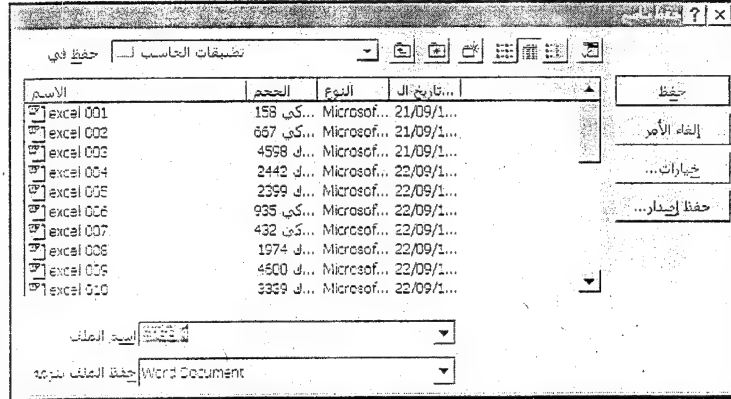 ? ×
حفظ في تطبيقات الحاسب لـ
الاسم الحجم النوع تاريخ ال...
excel 001 158 كي... Microsof... 21/09/1...
excel 002 667 كي... Microsof... 21/09/1...
excel 003 4598 ك... Microsof... 21/09/1...
excel 004 2442 ك... Microsof... 22/09/1...
excel 005 2399 ك... Microsof... 22/09/1...
excel 006 935 كي... Microsof... 22/09/1...
excel 007 432 كي... Microsof... 22/09/1...
excel 008 1974 ك... Microsof... 22/09/1...
excel 009 4600 ك... Microsof... 22/09/1...
excel 010 3339 ك... Microsof... 22/09/1...
حفظ
إلغاء الأمر
خيارات...
حفظ إصدار...
اسم الملف
حفظ الملف بنوعه Word Document